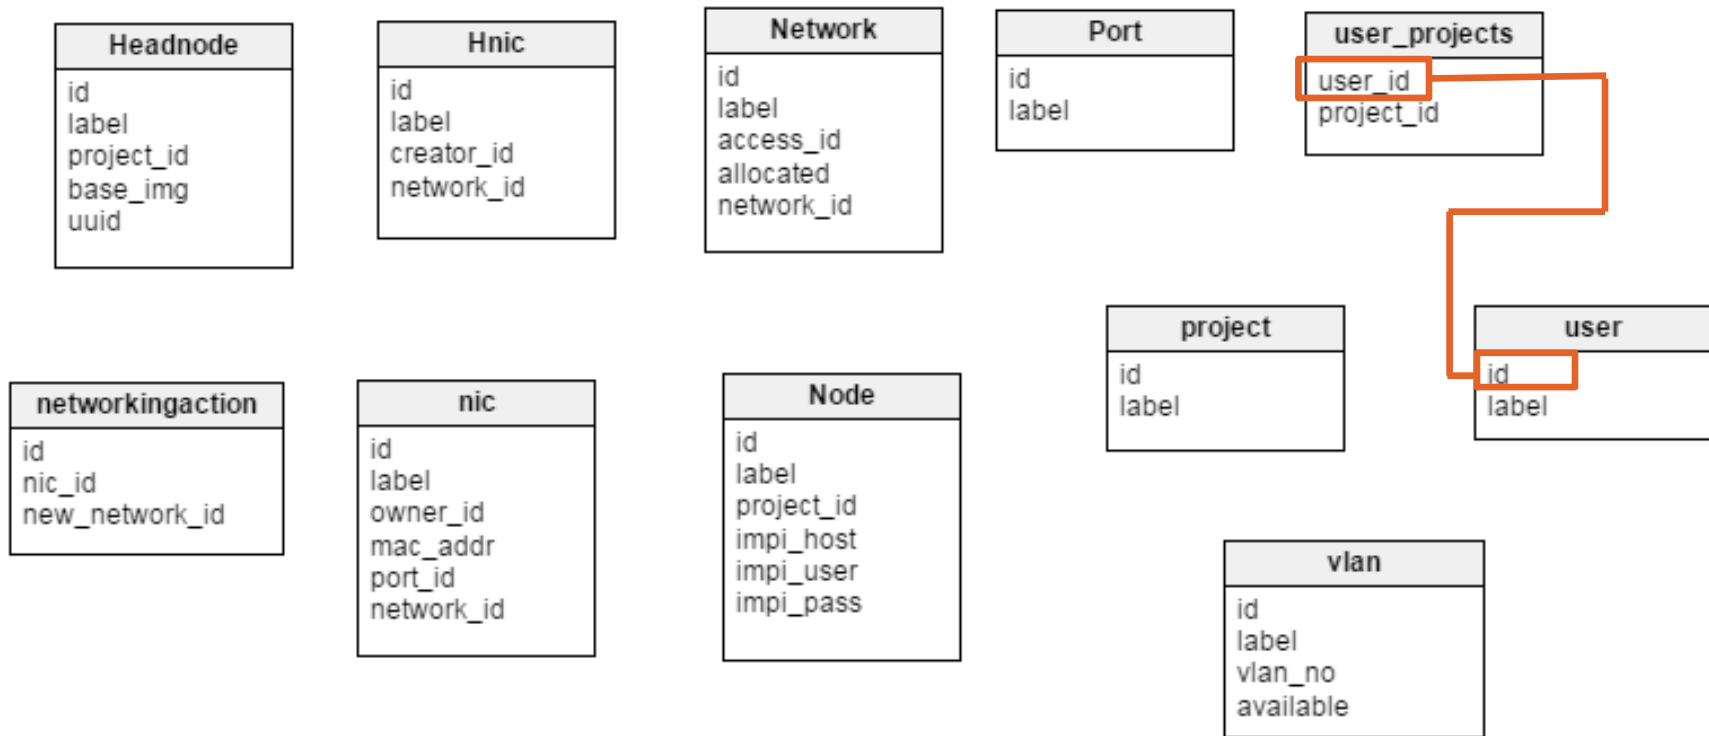 Headnode
id
label
project_id
base_img
uuid
Hnic
id
label
creator_id
network_id
Network
id
label
access_id
allocated
network_id
Port
id
label
user_projects
user_id
project_id
project
id
label
user
id
label
networkingaction
id
nic_id
new_network_id
nic
id
label
owner_id
mac_addr
port_id
network_id
Node
id
label
project_id
impi_host
impi_user
impi_pass
vlan
id
label
vlan_no
available